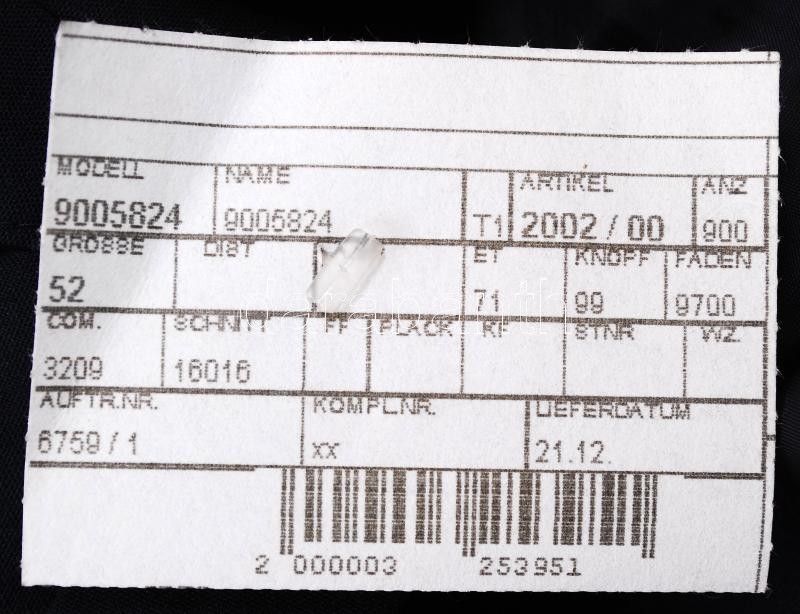 MODELL NAME ARTIKEL ANZ
9005824 9005824 T1 2002 / 00 900
GRÖSSE DIST ET KNOPF FADEN
52 71 99 9700
COM. SCHNITT FF PLACK KF STNR WZ
3209 16016
AUFTR.NR. KOMPL.NR. LIEFERDATUM
6759 / 1 xx 21.12.
2 000003 253951